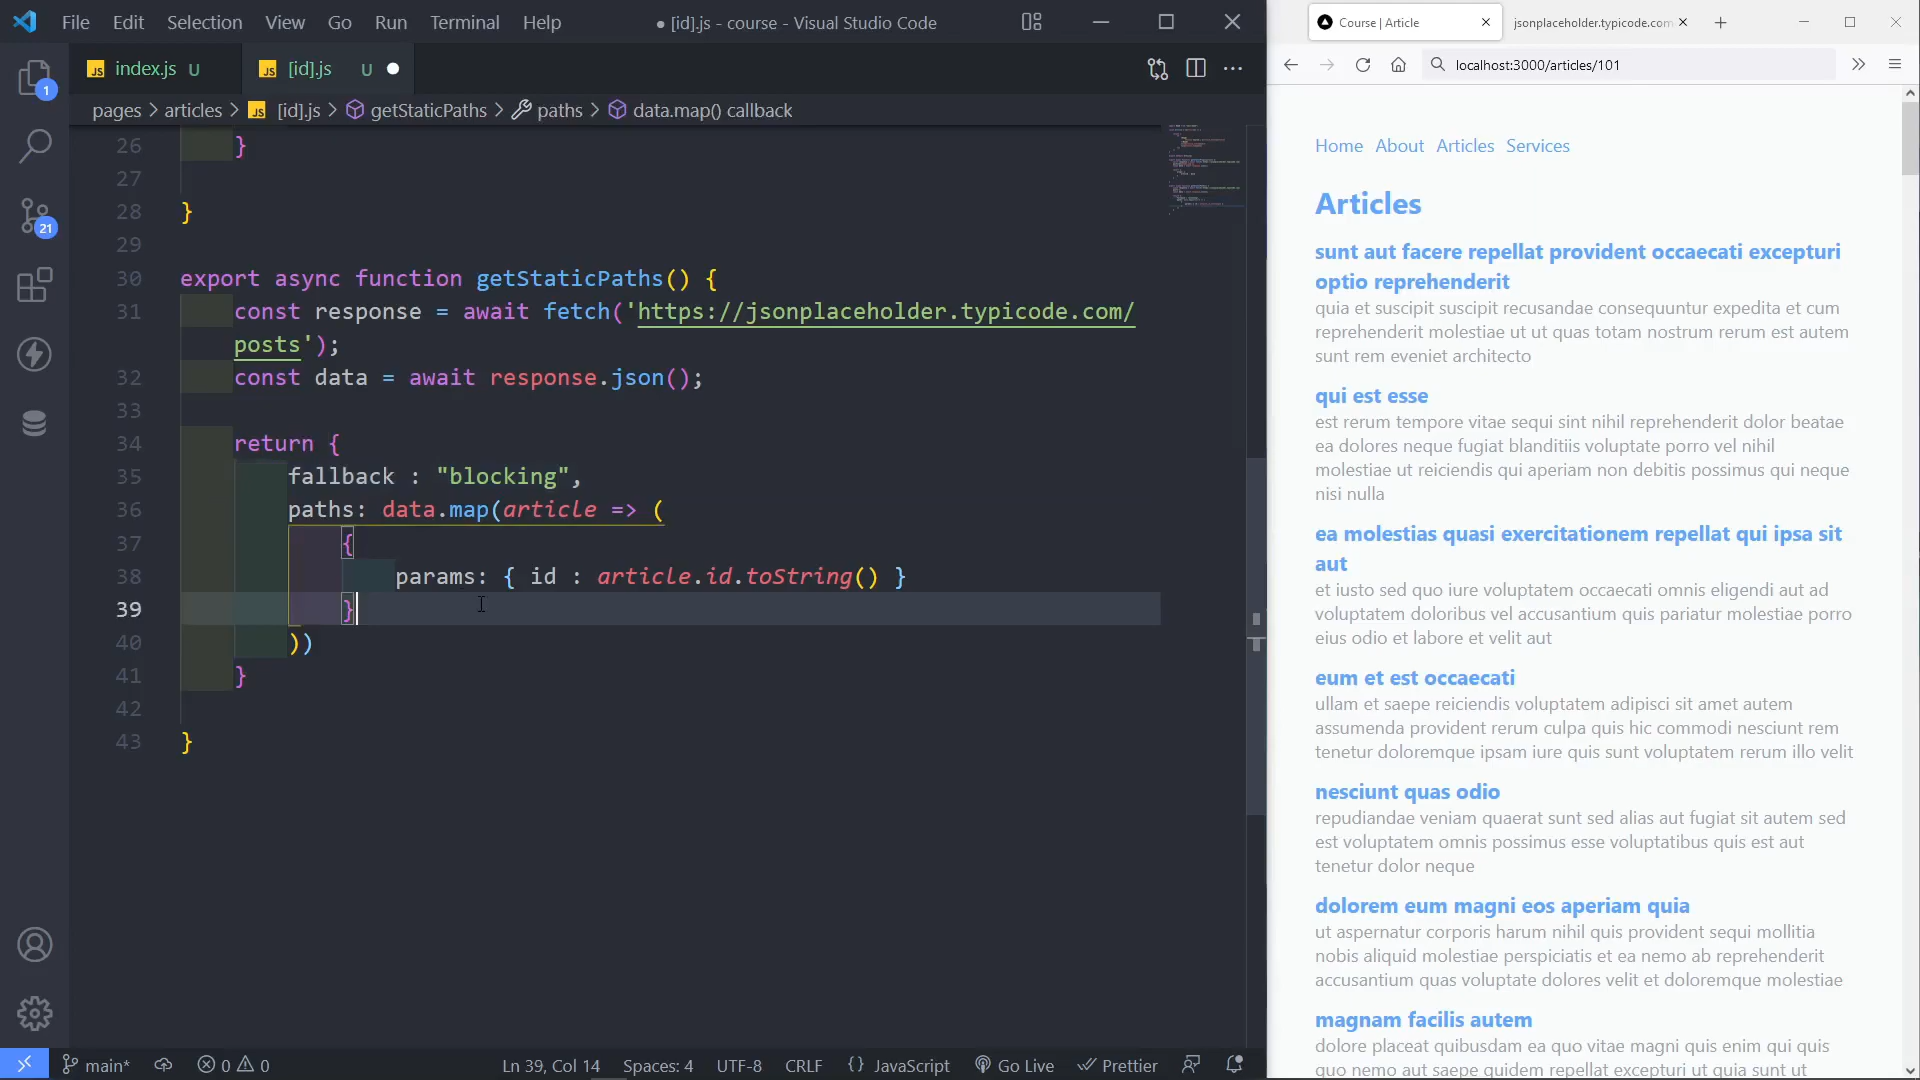 File Edit Selection View Go Run Terminal Help
● [id].js - course - Visual Studio Code
JS index.js U
JS [id].js U
pages > articles > JS [id].js > getStaticPaths > paths > data.map() callback
1
21
26 }
27
28 }
29
30 export async function getStaticPaths() {
31 const response = await fetch('https://jsonplaceholder.typicode.com/
posts');
32 const data = await response.json();
33
34 return {
35 fallback : "blocking",
36 paths: data.map(article => (
37 {
38 params: { id : article.id.toString() }
39 }
40 ))
41 }
42
43 }
main* 0 0 Ln 39, Col 14 Spaces: 4 UTF-8 CRLF {} JavaScript Go Live Prettier
Course | Article
jsonplaceholder.typicode.com
localhost:3000/articles/101
Home About Articles Services
Articles
sunt aut facere repellat provident occaecati excepturi
optio reprehenderit
quia et suscipit suscipit recusandae consequuntur expedita et cum
reprehenderit molestiae ut ut quas totam nostrum rerum est autem
sunt rem eveniet architecto
qui est esse
est rerum tempore vitae sequi sint nihil reprehenderit dolor beatae
ea dolores neque fugiat blanditiis voluptate porro vel nihil
molestiae ut reiciendis qui aperiam non debitis possimus qui neque
nisi nulla
ea molestias quasi exercitationem repellat qui ipsa sit
aut
et iusto sed quo iure voluptatem occaecati omnis eligendi aut ad
voluptatem doloribus vel accusantium quis pariatur molestiae porro
eius odio et labore et velit aut
eum et est occaecati
ullam et saepe reiciendis voluptatem adipisci sit amet autem
assumenda provident rerum culpa quis hic commodi nesciunt rem
tenetur doloremque ipsam iure quis sunt voluptatem rerum illo velit
nesciunt quas odio
repudiandae veniam quaerat sunt sed alias aut fugiat sit autem sed
est voluptatem omnis possimus esse voluptatibus quis est aut
tenetur dolor neque
dolorem eum magni eos aperiam quia
ut aspernatur corporis harum nihil quis provident sequi mollitia
nobis aliquid molestiae perspiciatis et ea nemo ab reprehenderit
accusantium quas voluptate dolores velit et doloremque molestiae
magnam facilis autem
dolore placeat quibusdam ea quo vitae magni quis enim qui quis
quo nemo aut saepe quidem repellat excepturi ut quia sunt ut